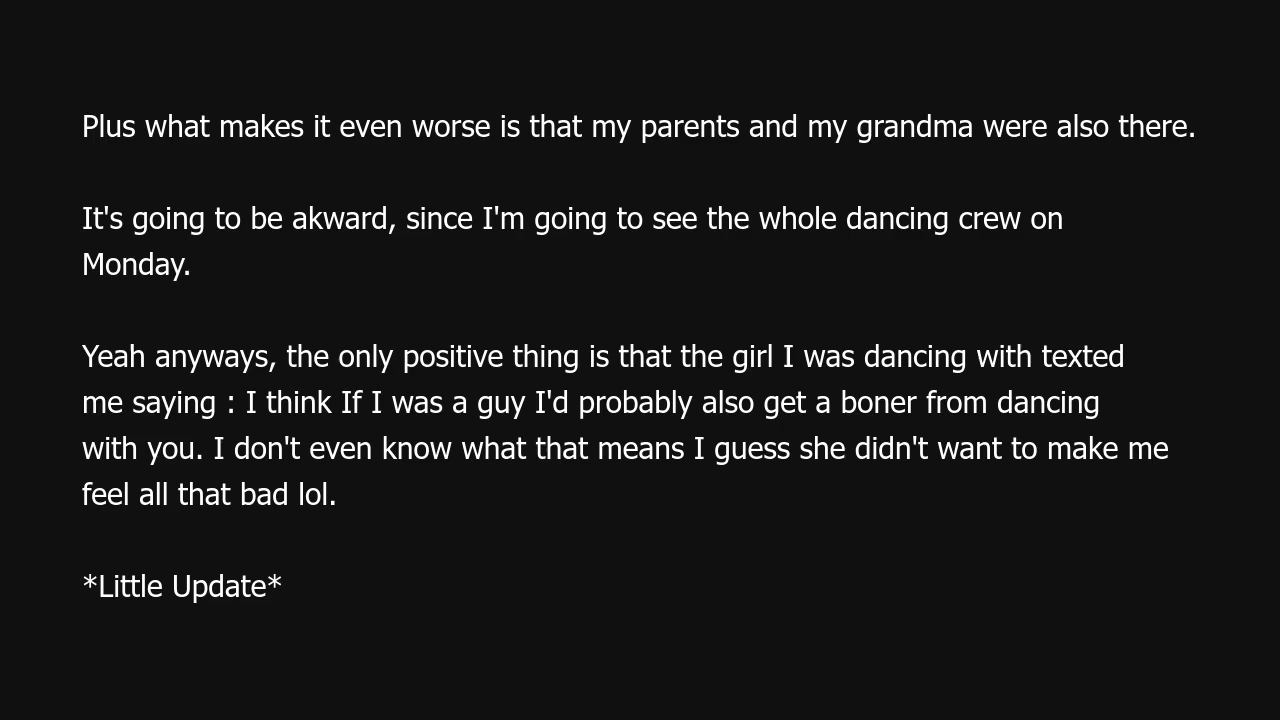 Plus what makes it even worse is that my parents and my grandma were also there.
It's going to be akward, since I'm going to see the whole dancing crew on
Monday.
Yeah anyways, the only positive thing is that the girl I was dancing with texted
me saying : I think If I was a guy I'd probably also get a boner from dancing
with you. I don't even know what that means I guess she didn't want to make me
feel all that bad lol.
*Little Update*